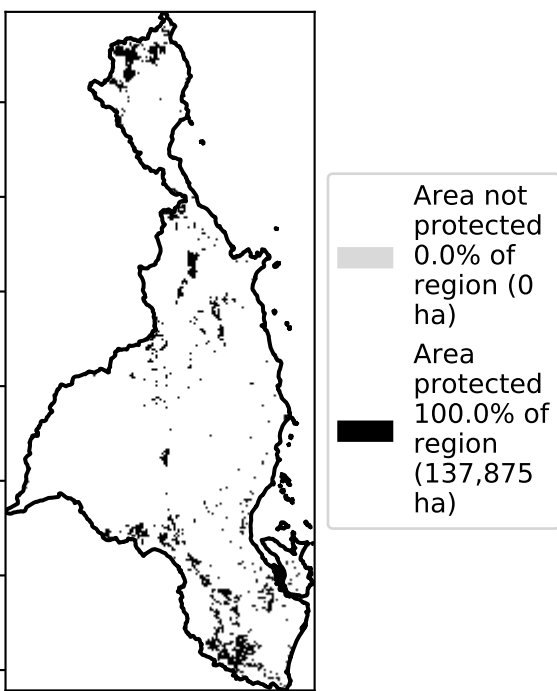 Area not
protected
0.0% of
region (0
ha)
Area
protected
100.0% of
region
(137,875
ha)